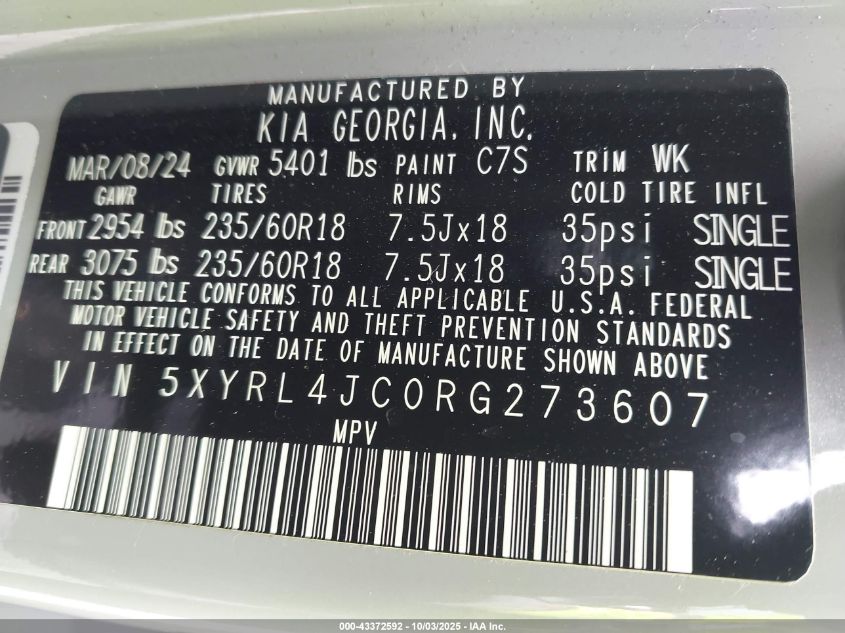 MANUFACTURED BY
KIA GEORGIA, INC.
MAR/08/24 GVWR 5401 lbs PAINT C7S TRIM WK
GAWR TIRES RIMS COLD TIRE INFL
FRONT 2954 lbs 235/60R18 7.5Jx18 35psi SINGLE
REAR 3075 lbs 235/60R18 7.5Jx18 35psi SINGLE
THIS VEHICLE CONFORMS TO ALL APPLICABLE U.S.A. FEDERAL
MOTOR VEHICLE SAFETY AND THEFT PREVENTION STANDARDS
IN EFFECT ON THE DATE OF MANUFACTURE SHOWN ABOVE
VIN 5XYRL4JC0RG273607
MPV
000-43372592 - 10/03/2025 - IAA Inc.